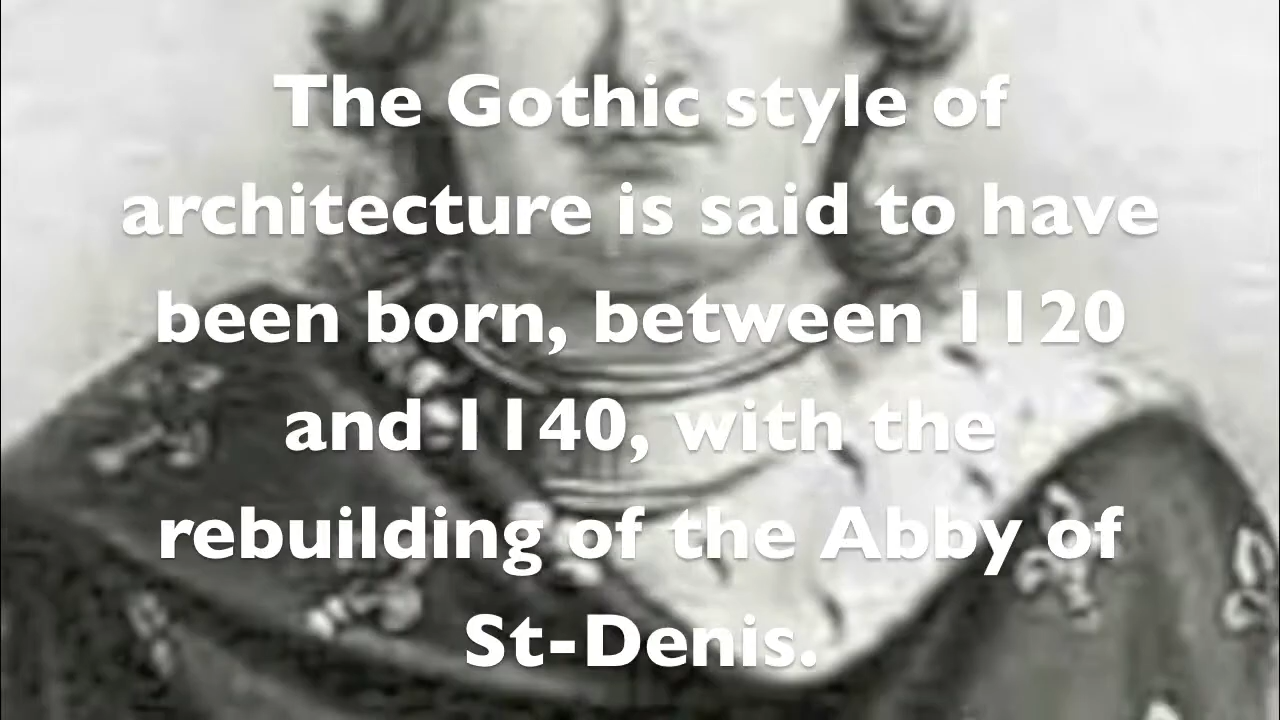 The Gothic style of
architecture is said to have
been born, between 1120
and 1140, with the
rebuilding of the Abby of
St-Denis.